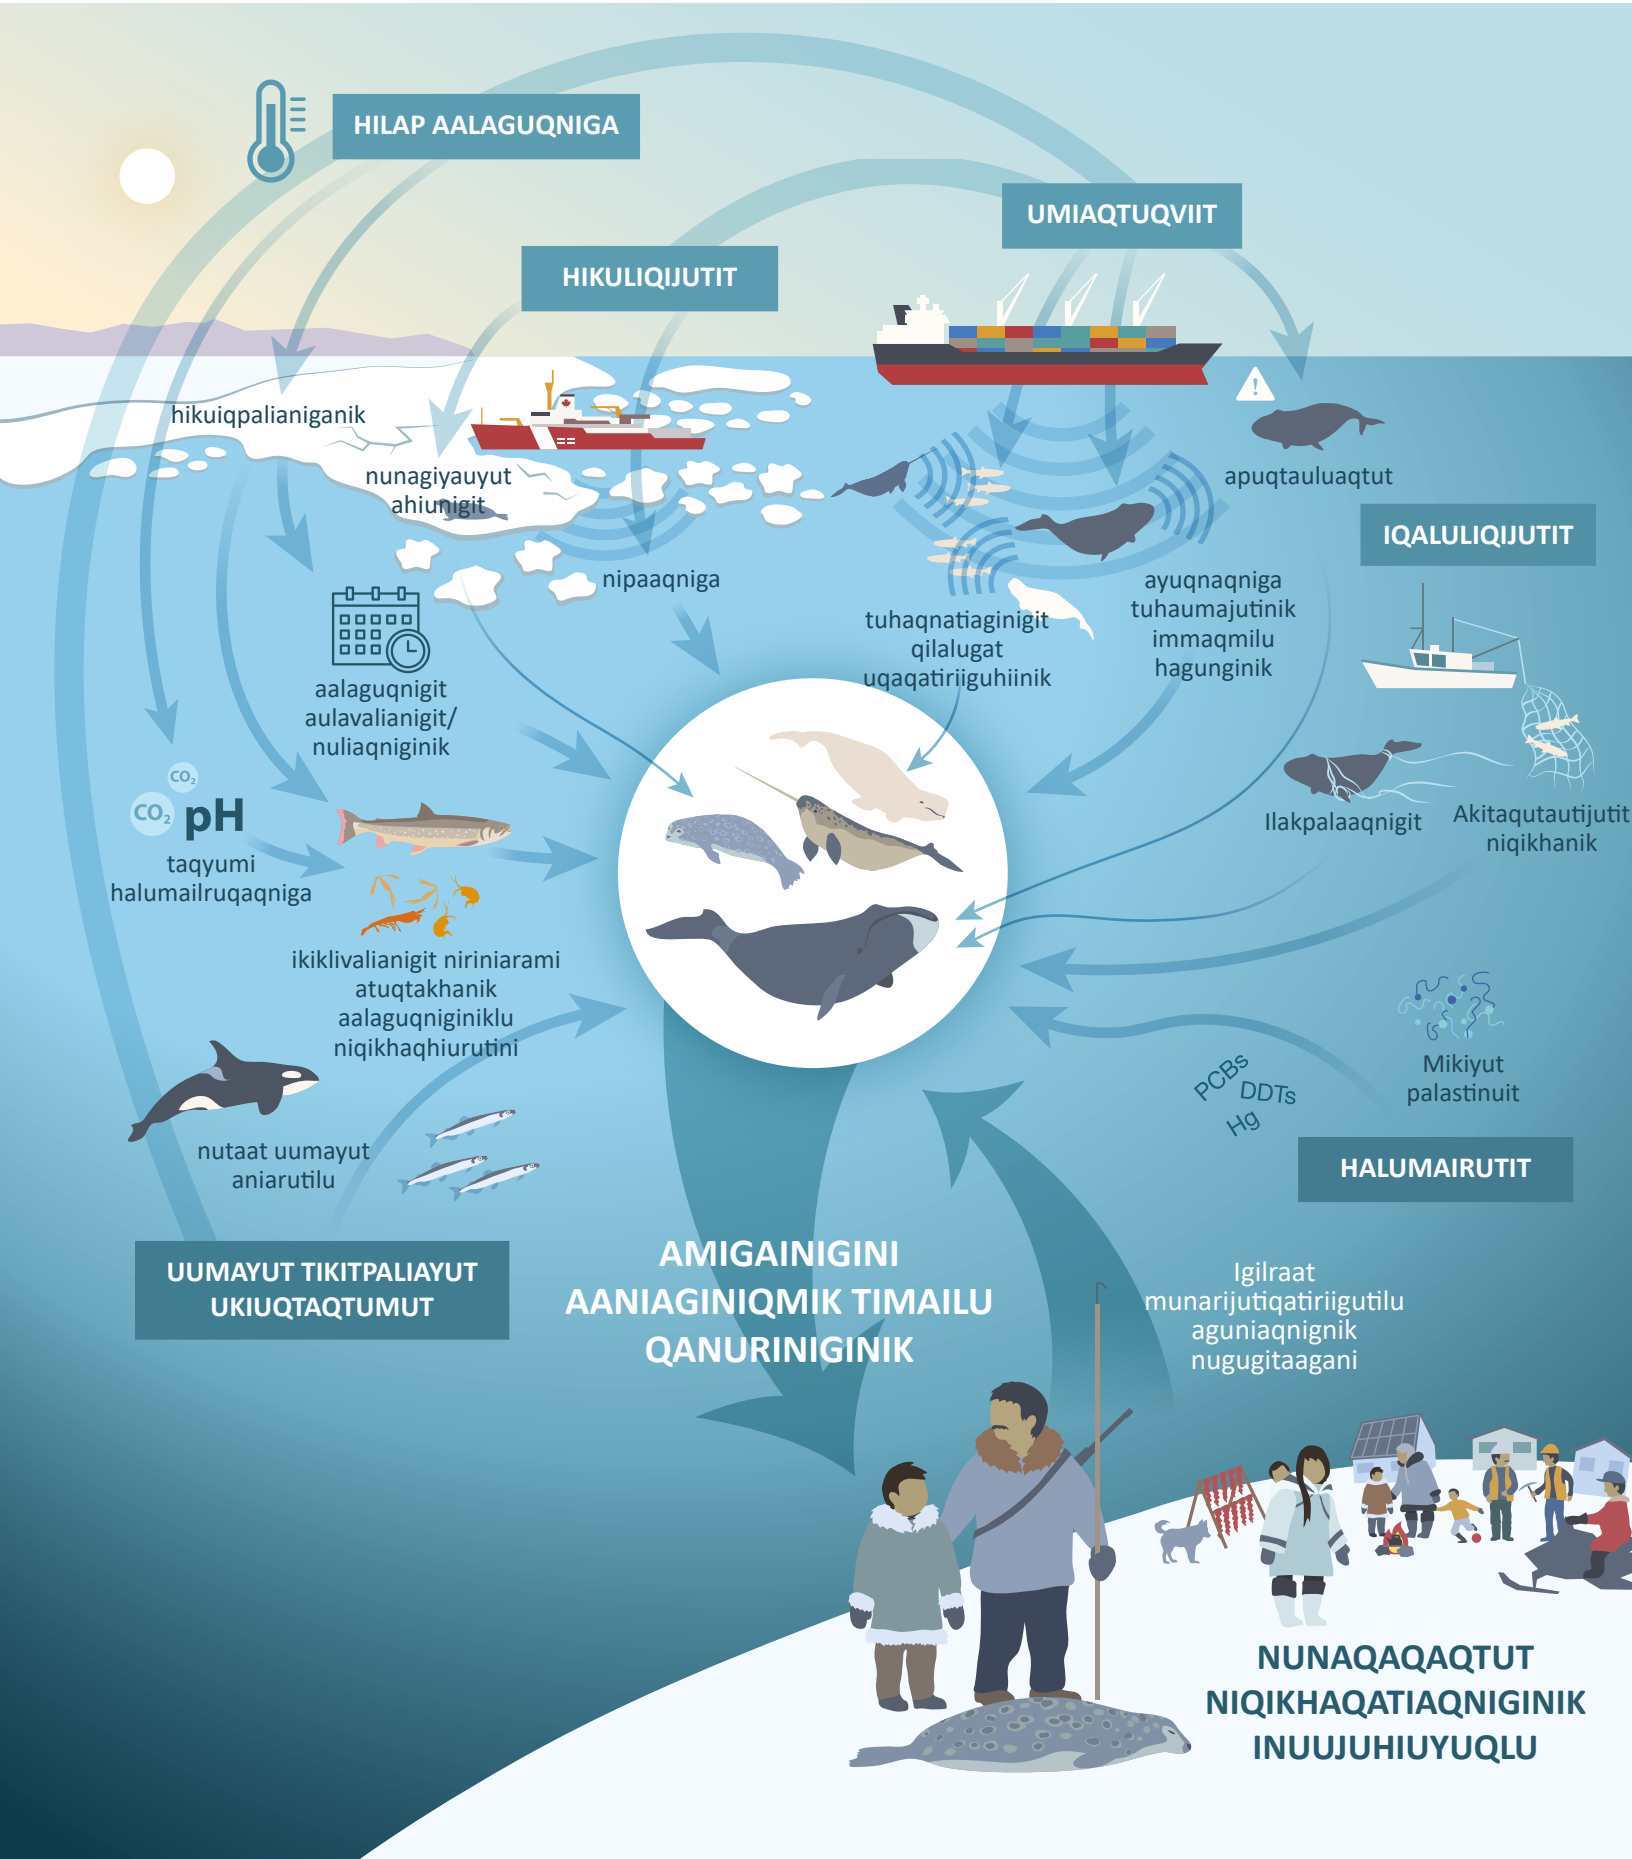 HILAP AALAGUQNIGA
UMIAQTUQVIIT
HIKULIQIJUTIT
hikuiqpalianiganik
nunagiyauyut
ahiunigit
nipaaqniga
!
apuqtauluaqtut
IQALULIQIJUTIT
tuhaqnatiaginigit
qilalugat
uqaqatiriiguhiinik
ayuqnaqniga
tuhaumajutinik
immaqmilu
hagunginik
aalaguqnigit
aulavalianigit/
nuliaqniginik
CO₂
CO₂ pH
taqyumi
halumailruqaqniga
Ilakpalaaqnigit
Akitaqutautijutit
niqikhanik
ikiklivalianigit niriniarami
atuqtakhanik
aalaguqniginiklu
niqikhaqhiurutini
nutaat uumayut
aniarutilu
PCBs
DDTs
Hg
Mikiyut
palastinuit
HALUMAIRUTIT
UUMAYUT TIKITPALIAYUT
UKIUQTAQTUMUT
AMIGAINIGINI
AANIAGINIQMIK TIMAILU
QANURINIGINIK
Igilraat
munarijutiqatiriigutilu
aguniaqnignik
nugugitaagani
NUNAQAQAQTUT
NIQIKHAQATIAQNIGINIK
INUUJUHIUYUQLU